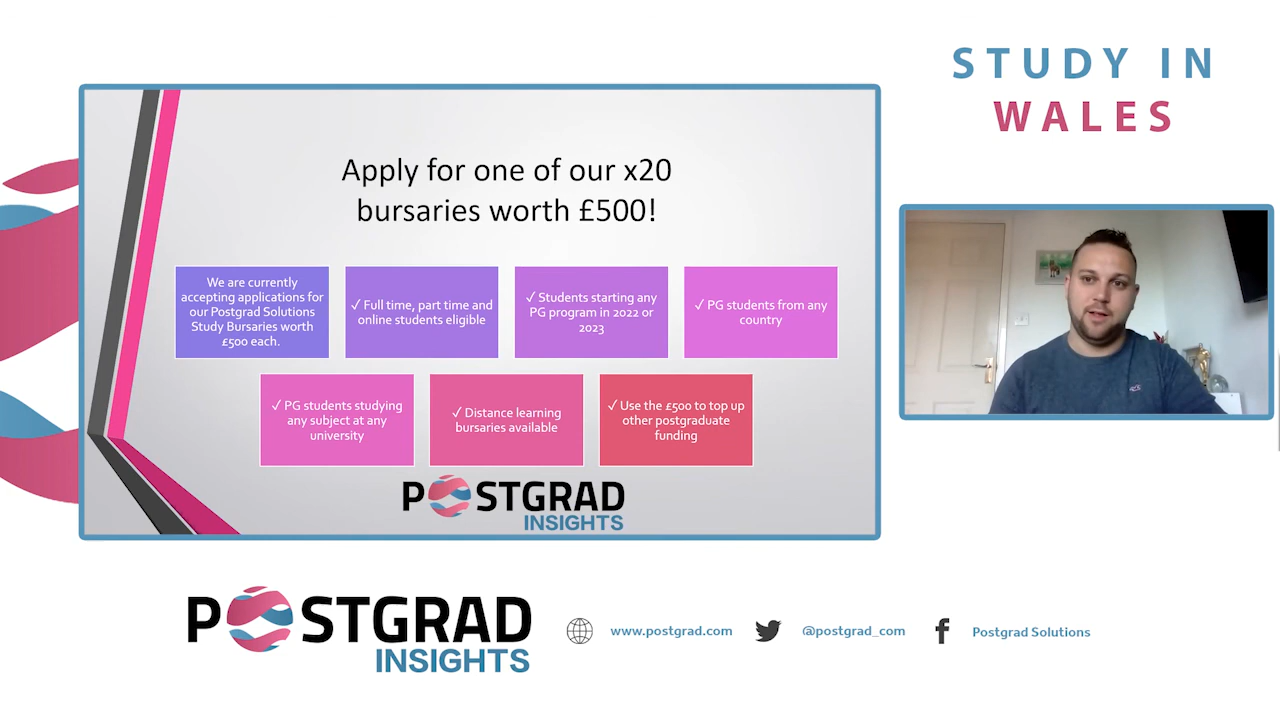 STUDY IN
WALES
Apply for one of our x20
bursaries worth £500!
We are currently
accepting applications for
our Postgrad Solutions
Study Bursaries worth
£500 each.
✓ Full time, part time and
online students eligible
✓ Students starting any
PG program in 2022 or
2023
✓ PG students from any
country
✓ PG students studying
any subject at any
university
✓ Distance learning
bursaries available
✓ Use the £500 to top up
other postgraduate
funding
POSTGRAD
INSIGHTS
POSTGRAD
INSIGHTS
www.postgrad.com
@postgrad_com
Postgrad Solutions